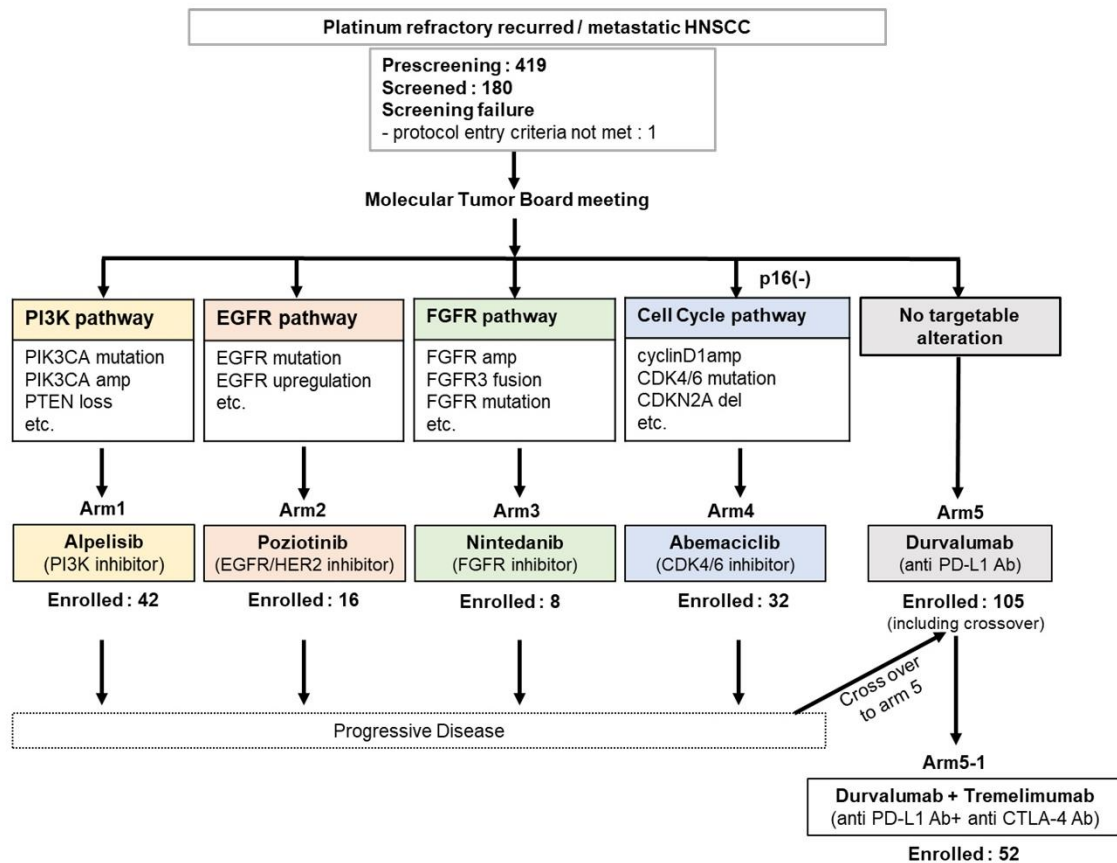 Platinum refractory recurred / metastatic HNSCC
Prescreening : 419
Screened : 180
Screening failure
- protocol entry criteria not met : 1
Molecular Tumor Board meeting
p16(-)
PI3K pathway
PIK3CA mutation
PIK3CA amp
PTEN loss
etc.
EGFR pathway
EGFR mutation
EGFR upregulation
etc.
FGFR pathway
FGFR amp
FGFR3 fusion
FGFR mutation
etc.
Cell Cycle pathway
cyclinD1amp
CDK4/6 mutation
CDKN2A del
etc.
No targetable
alteration
Arm1
Alpelisib
(PI3K inhibitor)
Enrolled : 42
Arm2
Poziotinib
(EGFR/HER2 inhibitor)
Enrolled : 16
Arm3
Nintedanib
(FGFR inhibitor)
Enrolled : 8
Arm4
Abemaciclib
(CDK4/6 inhibitor)
Enrolled : 32
Arm5
Durvalumab
(anti PD-L1 Ab)
Enrolled : 105
(including crossover)
Progressive Disease
Cross over
to arm 5
Arm5-1
Durvalumab + Tremelimumab
(anti PD-L1 Ab+ anti CTLA-4 Ab)
Enrolled : 52